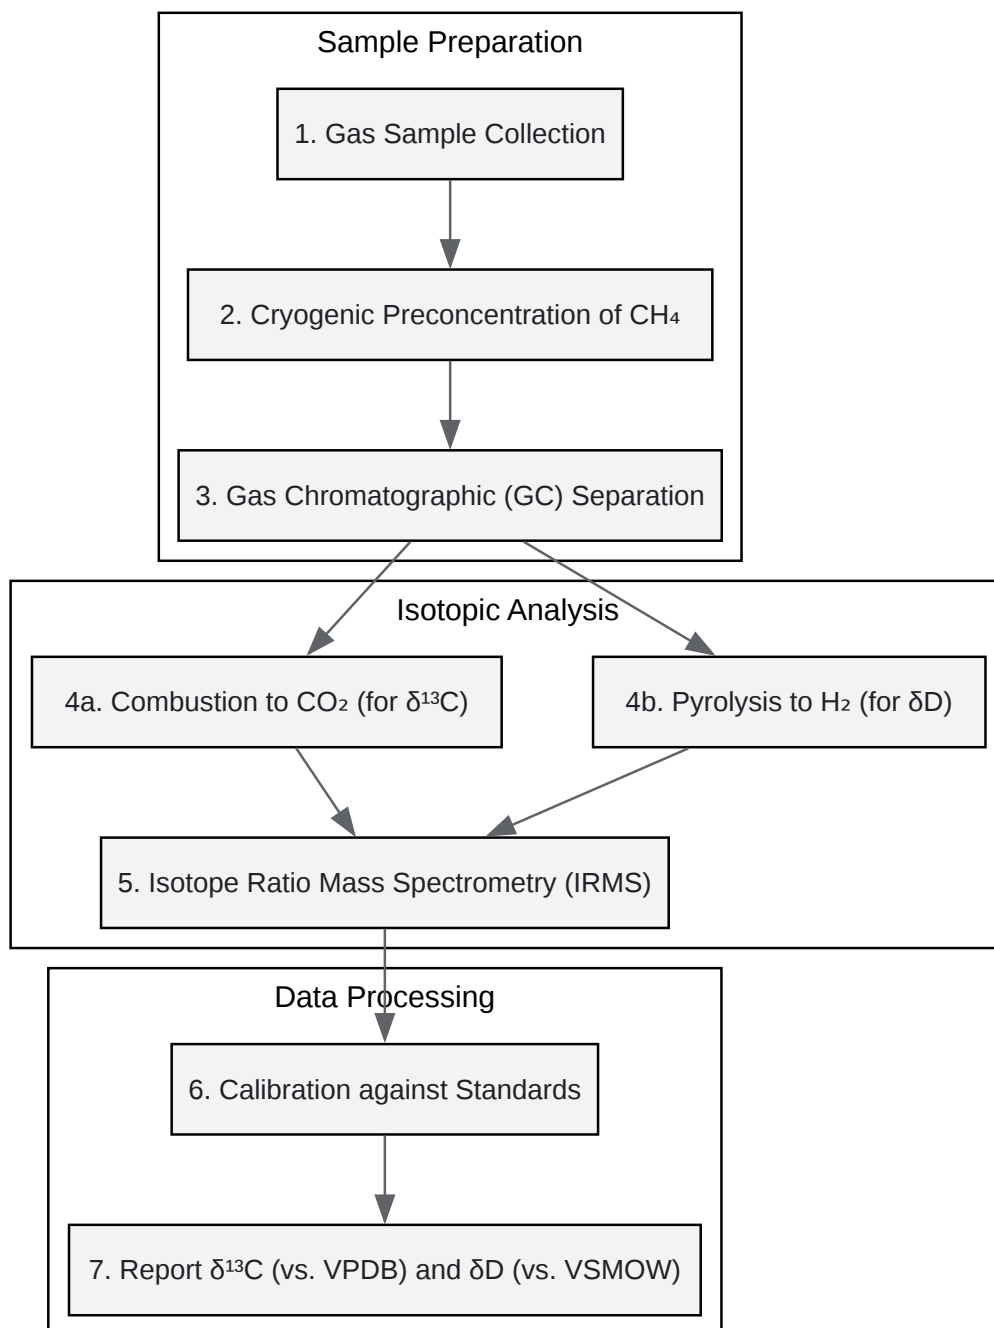 Sample Preparation
1. Gas Sample Collection
2. Cryogenic Preconcentration of CH₄
3. Gas Chromatographic (GC) Separation
Isotopic Analysis
4a. Combustion to CO₂ (for δ¹³C)
4b. Pyrolysis to H₂ (for δD)
5. Isotope Ratio Mass Spectrometry (IRMS)
Data Processing
6. Calibration against Standards
7. Report δ¹³C (vs. VPDB) and δD (vs. VSMOW)